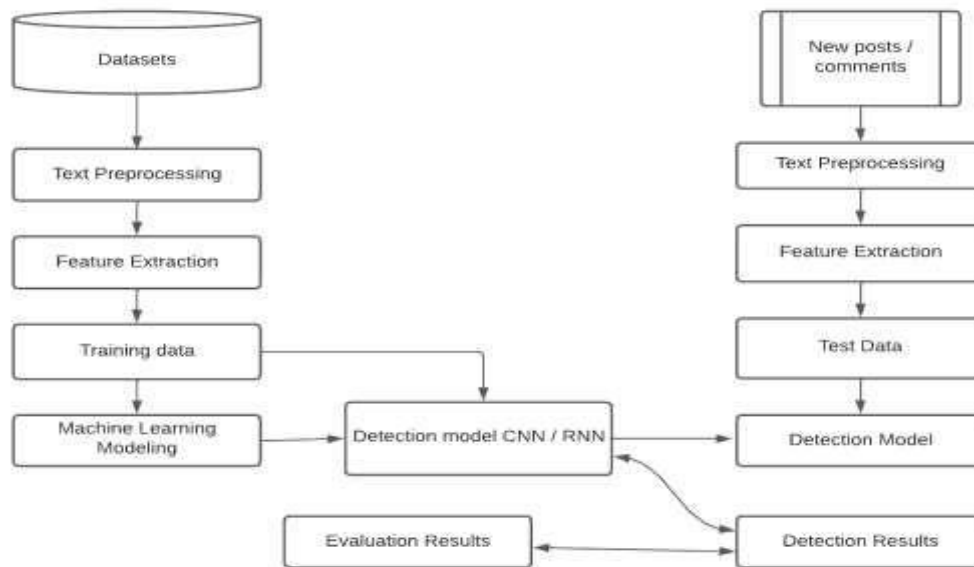 Datasets
Text Preprocessing
Feature Extraction
Training data
Machine Learning
Modeling
Detection model CNN / RNN
New posts /
comments
Text Preprocessing
Feature Extraction
Test Data
Detection Model
Detection Results
Evaluation Results